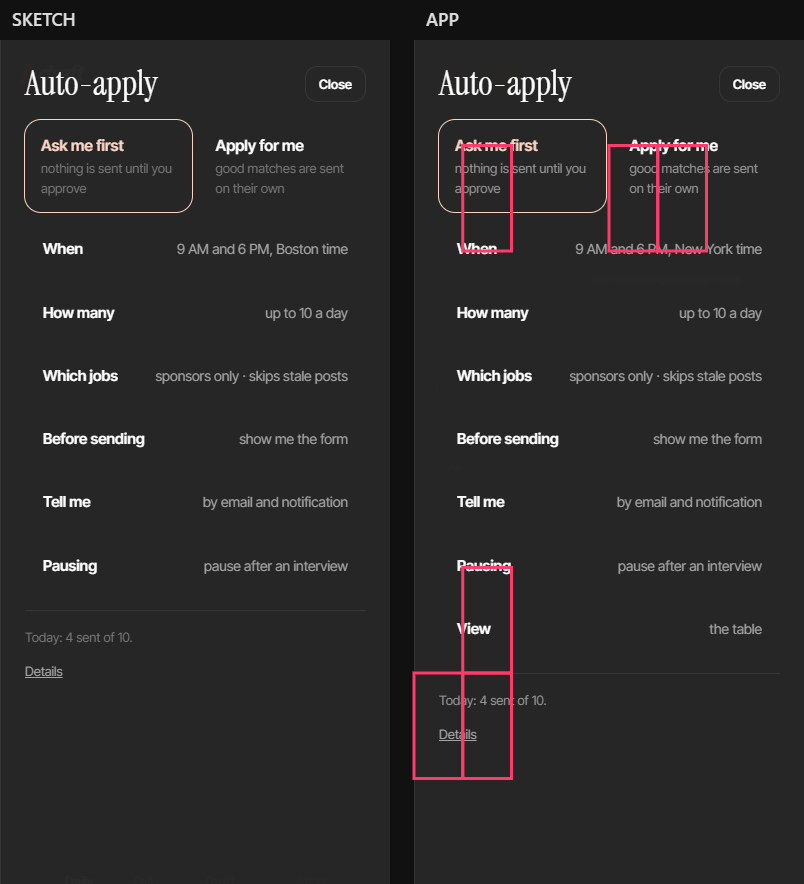 SKETCH
Auto-apply
Close
Ask me first
nothing is sent until you
approve
Apply for me
good matches are sent
on their own
When
9 AM and 6 PM, Boston time
How many
up to 10 a day
Which jobs
sponsors only · skips stale posts
Before sending
show me the form
Tell me
by email and notification
Pausing
pause after an interview
Today: 4 sent of 10.
Details
APP
Auto-apply
Close
Ask me first
nothing is sent until you
approve
Apply for me
good matches are sent
on their own
When
9 AM and 6 PM, New York time
How many
up to 10 a day
Which jobs
sponsors only · skips stale posts
Before sending
show me the form
Tell me
by email and notification
Pausing
pause after an interview
View
the table
Today: 4 sent of 10.
Details